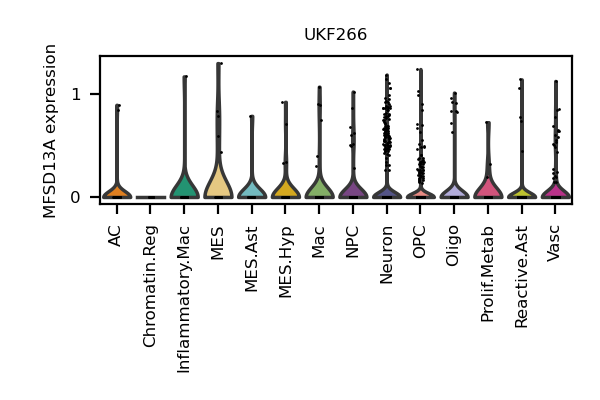 UKF266
MFSD13A expression
1
0
AC
Chromatin.Reg
Inflammatory.Mac
MES
MES.Ast
MES.Hyp
Mac
NPC
Neuron
OPC
Oligo
Prolif.Metab
Reactive.Ast
Vasc